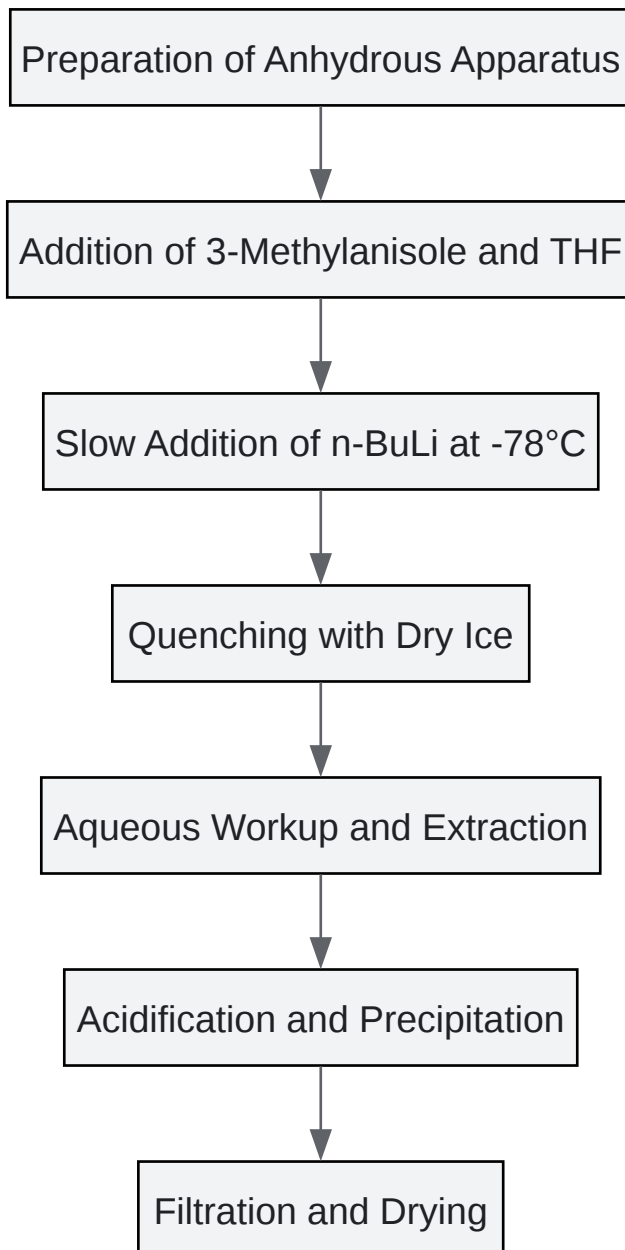 Preparation of Anhydrous Apparatus
Addition of 3-Methylanisole and THF
Slow Addition of n-BuLi at -78°C
Quenching with Dry Ice
Aqueous Workup and Extraction
Acidification and Precipitation
Filtration and Drying